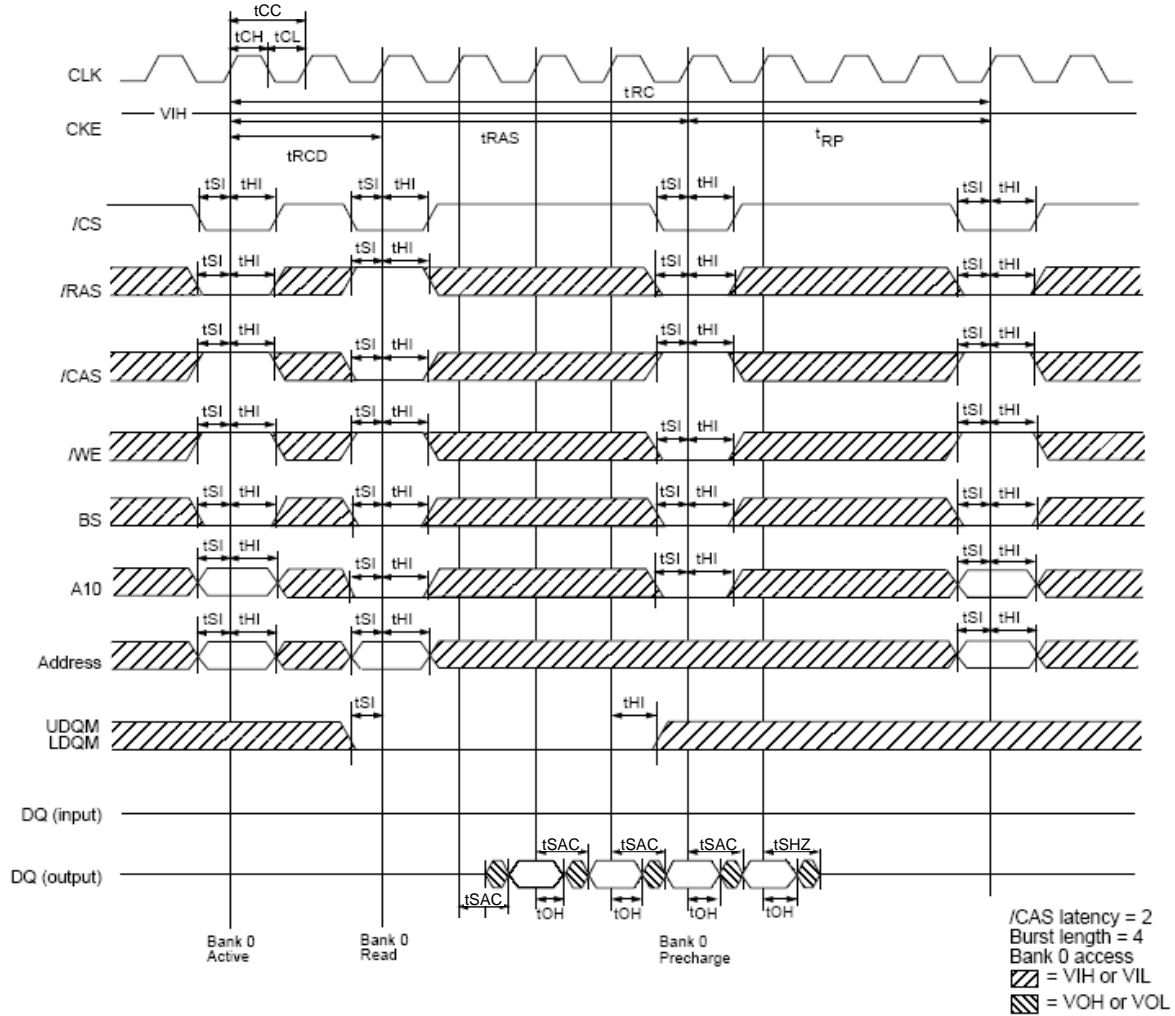 tCC
tCH tCL
CLK
tRC
VIH
CKE
tRAS
tRP
tRCD
tSI tHI tSI tHI tSI tHI tSI tHI
/CS
tSI tHI
tSI tHI tSI tHI tSI tHI
/RAS
tSI tHI tSI tHI tSI tHI tSI tHI
/CAS
tSI tHI tSI tHI tSI tHI tSI tHI
/WE
tSI tHI tSI tHI tSI tHI tSI tHI
BS
tSI tHI tSI tHI tSI tHI tSI tHI
A10
tSI tHI tSI tHI tSI tHI
Address
tSI tHI
UDQM
LDQM
DQ (input)
tSAC tSAC tSAC tSHZ
DQ (output)
tSAC tOH tOH tOH tOH
Bank 0
Active
Bank 0
Read
Bank 0
Precharge
/CAS latency = 2
Burst length = 4
Bank 0 access
= VIH or VIL
= VOH or VOL